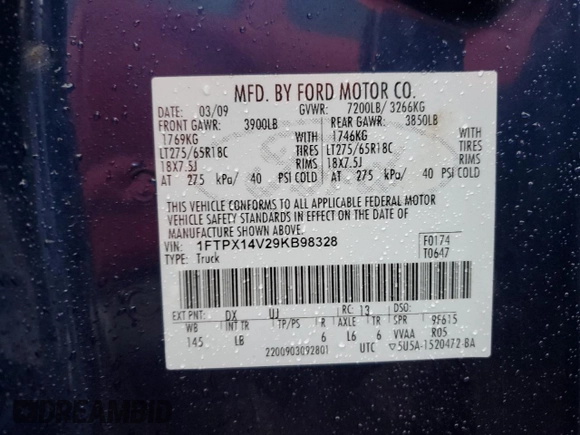 MFD. BY FORD MOTOR CO.
DATE: 03/09 GVWR: 7200LB/ 3266KG
FRONT GAWR: 3900LB REAR GAWR: 3850LB
1769KG WITH 1746KG WITH
LT275/65R18C TIRES LT275/65R18C TIRES
18X7.5J RIMS 18X7.5J RIMS
AT 275 kPa/ 40 PSI COLD AT 275 kPa/ 40 PSI COLD
THIS VEHICLE CONFORMS TO ALL APPLICABLE FEDERAL MOTOR
VEHICLE SAFETY STANDARDS IN EFFECT ON THE DATE OF
MANUFACTURE SHOWN ABOVE.
VIN: 1FTPX14V29KB98328 F0174
TYPE: Truck T0647
EXT PNT: DX UJ RC: 13 DSO:
WB INT TR TP/PS R AXLE TR SPR 9F615
145 LB 6 L6 6 VVAA R05
2200903092801 UTC ▽5U5A-1520472-BA
DREAMBID